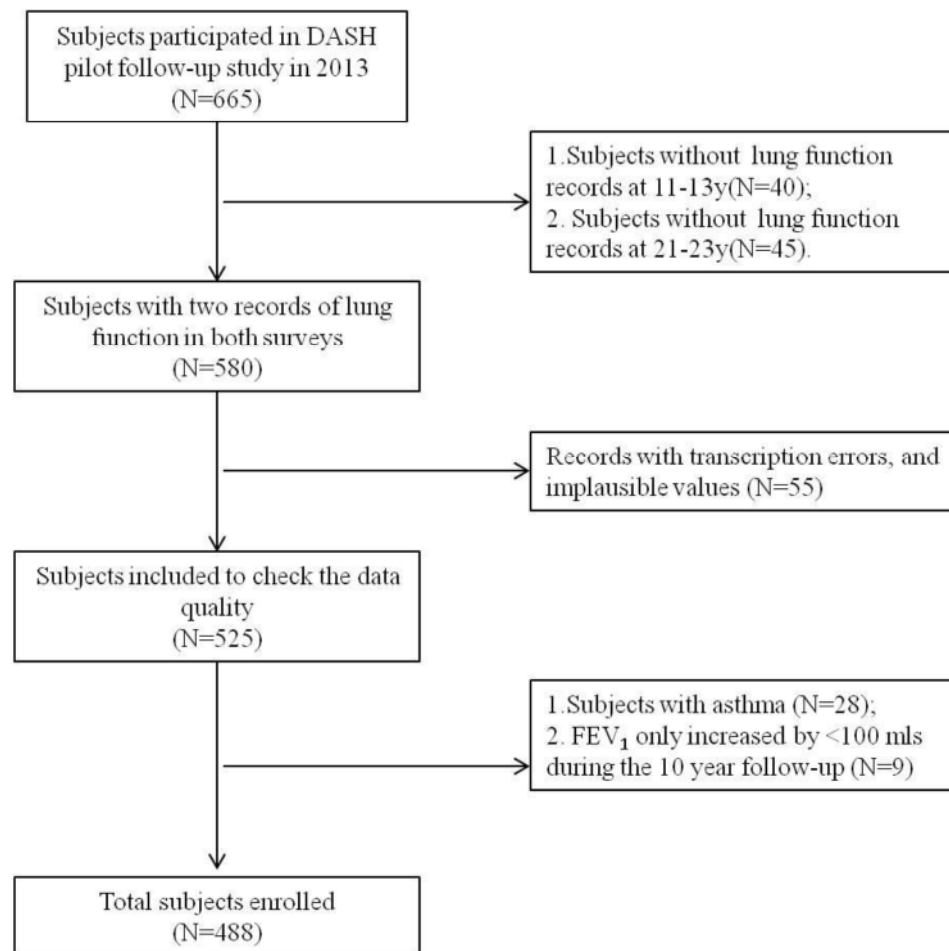 Subjects participated in DASH
pilot follow-up study in 2013
(N=665)
1.Subjects without lung function
records at 11-13y(N=40);
2. Subjects without lung function
records at 21-23y(N=45).
Subjects with two records of lung
function in both surveys
(N=580)
Records with transcription errors, and
implausible values (N=55)
Subjects included to check the data
quality
(N=525)
1.Subjects with asthma (N=28);
2. FEV₁ only increased by <100 mls
during the 10 year follow-up (N=9)
Total subjects enrolled
(N=488)